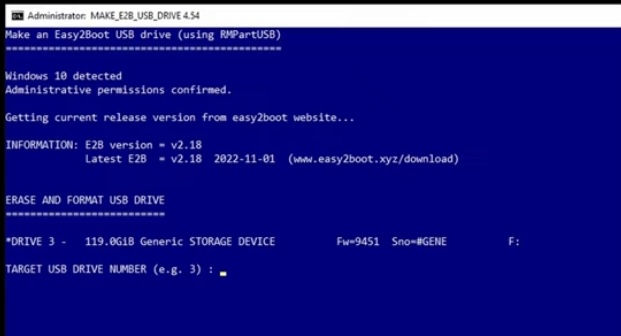 Administrator: MAKE_E2B_USB_DRIVE 4.54
Make an Easy2Boot USB drive (using RMPartUSB)
==============================================
Windows 10 detected
Administrative permissions confirmed.
Getting current release version from easy2boot website...
INFORMATION: E2B version = v2.18
Latest E2B = v2.18 2022-11-01 (www.easy2boot.xyz/download)
ERASE AND FORMAT USB DRIVE
==========================
*DRIVE 3 - 119.0GiB Generic STORAGE DEVICE Fw=9451 Sno=#GENE F:
TARGET USB DRIVE NUMBER (e.g. 3) : _